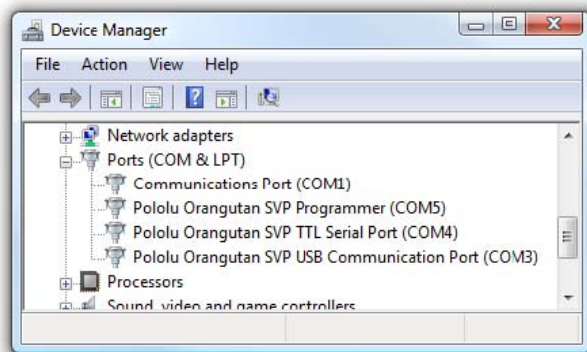 Device Manager
File Action View Help
Network adapters
Ports (COM & LPT)
Communications Port (COM1)
Pololu Orangutan SVP Programmer (COM5)
Pololu Orangutan SVP TTL Serial Port (COM4)
Pololu Orangutan SVP USB Communication Port (COM3)
Processors
Sound, video and game controllers